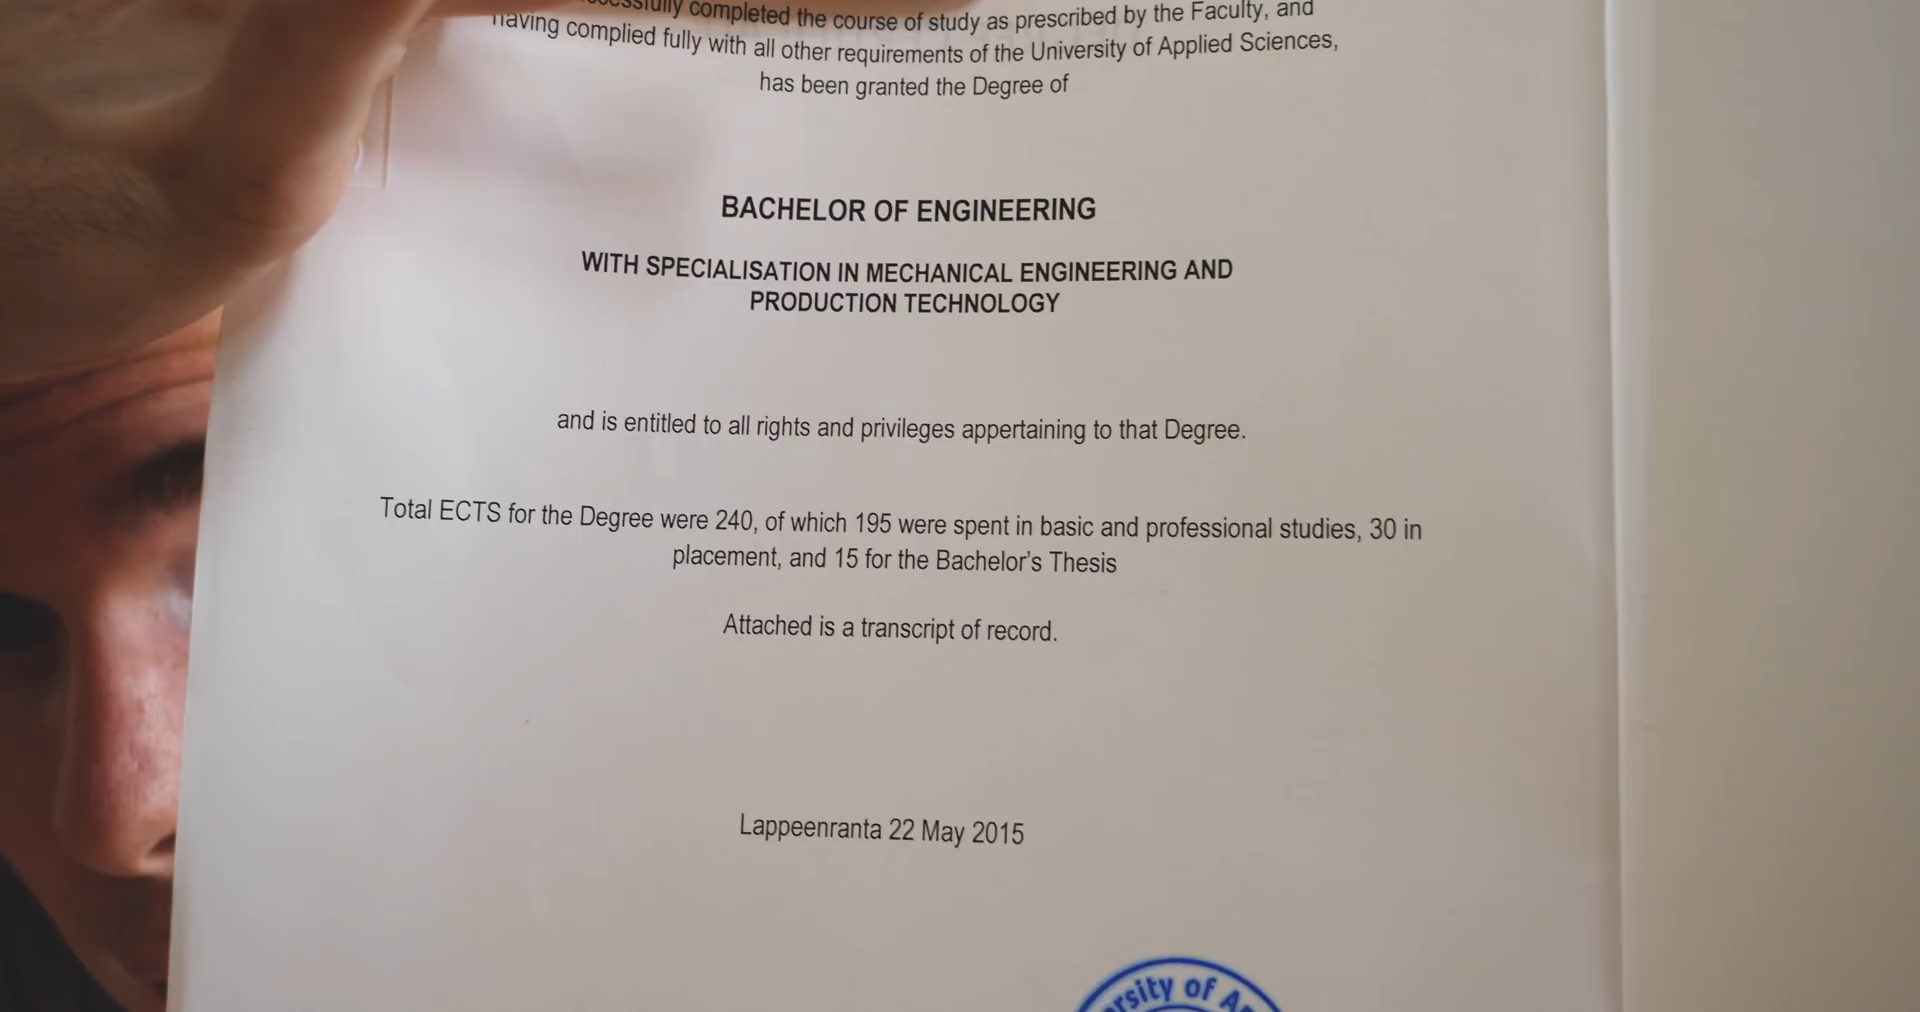 completed the course of study as prescribed by the Faculty, and
having complied fully with all other requirements of the University of Applied Sciences,
has been granted the Degree of
BACHELOR OF ENGINEERING
WITH SPECIALISATION IN MECHANICAL ENGINEERING AND
PRODUCTION TECHNOLOGY
and is entitled to all rights and privileges appertaining to that Degree.
Total ECTS for the Degree were 240, of which 195 were spent in basic and professional studies, 30 in
placement, and 15 for the Bachelor's Thesis
Attached is a transcript of record.
Lappeenranta 22 May 2015
of